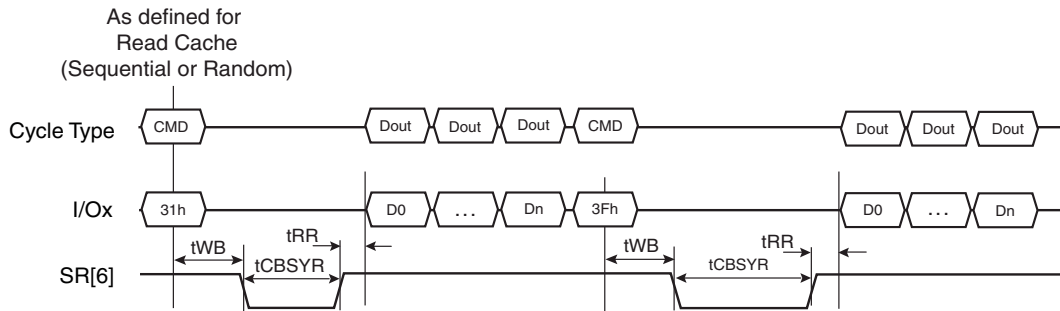 As defined for
Read Cache
(Sequential or Random)
Cycle Type CMD Dout Dout Dout CMD Dout Dout Dout
I/Ox 31h D0 ... Dn 3Fh D0 ... Dn
tWB tRR tWB tRR
tCBSYR tCBSYR
SR[6]